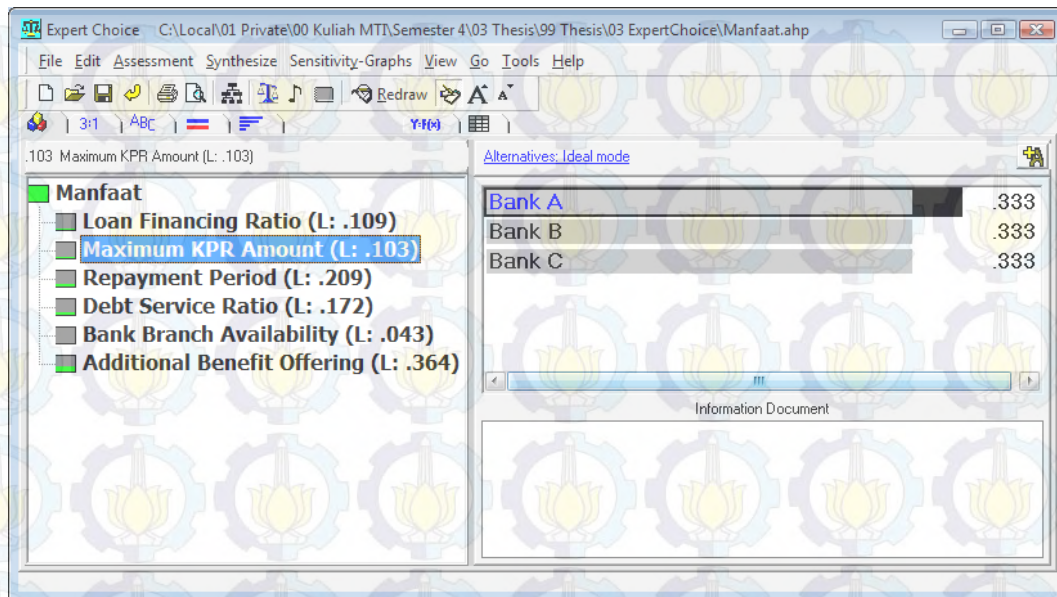 Expert Choice C:\Local\01 Private\00 Kuliah MTI\Semester 4\03 Thesis\99 Thesis\03 ExpertChoice\Manfaat.ahp
File Edit Assessment Synthesize Sensitivity-Graphs View Go Tools Help
Redraw A A
3:1 ABC Y=F(x)
.103 Maximum KPR Amount (L: .103)
Alternatives: Ideal mode
Manfaat
Loan Financing Ratio (L: .109)
Maximum KPR Amount (L: .103)
Repayment Period (L: .209)
Debt Service Ratio (L: .172)
Bank Branch Availability (L: .043)
Additional Benefit Offering (L: .364)
Bank A .333
Bank B .333
Bank C .333
Information Document